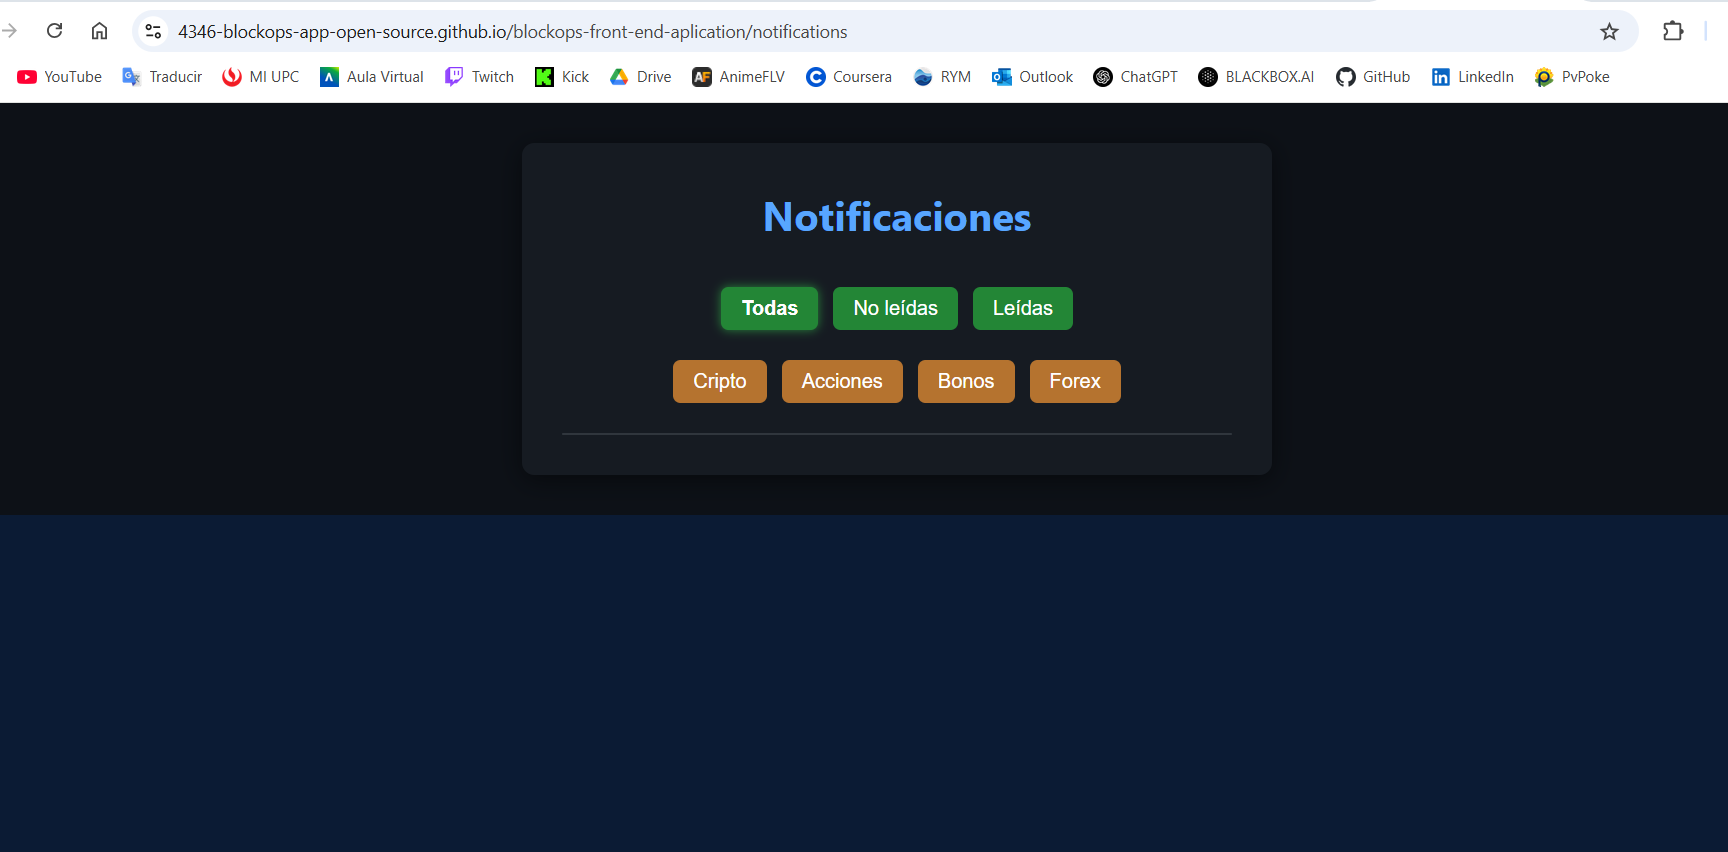 4346-blockops-app-open-source.github.io/blockops-front-end-aplication/notifications
YouTube Traducir MI UPC Aula Virtual Twitch Kick Drive AnimeFLV Coursera RYM Outlook ChatGPT BLACKBOX.AI GitHub LinkedIn PvPoke
Notificaciones
Todas No leídas Leídas
Cripto Acciones Bonos Forex